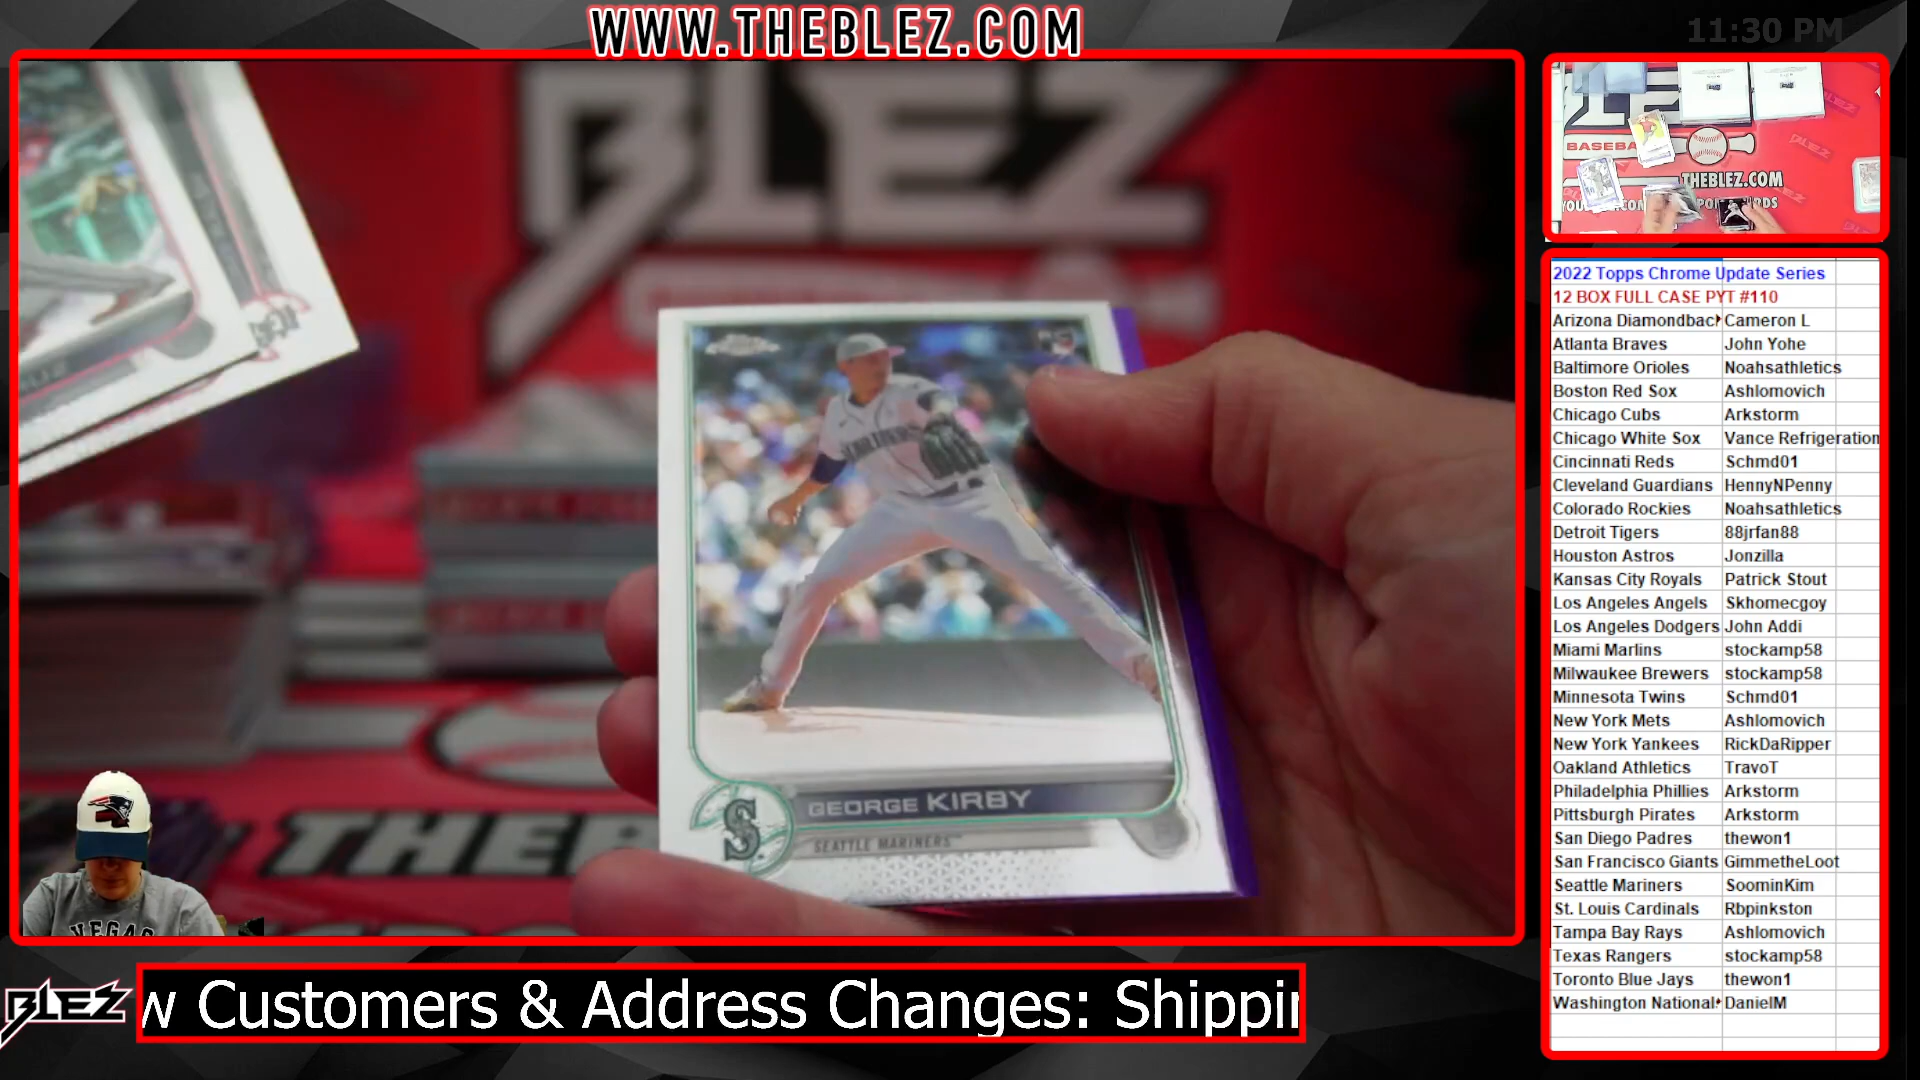 WWW.THEBLEZ.COM
11:30 PM
BLEZ
BASEBA
BLEZ
THEBLEZ.COM
2022 Topps Chrome Update Series
12 BOX FULL CASE PYT #110
Arizona Diamondbac Cameron L
Atlanta Braves John Yohe
Baltimore Orioles Noahsathletics
Boston Red Sox Ashlomovich
Chicago Cubs Arkstorm
Chicago White Sox Vance Refrigeration
Cincinnati Reds Schmd01
Cleveland Guardians HennyNPenny
Colorado Rockies Noahsathletics
Detroit Tigers 88jrfan88
Houston Astros Jonzilla
Kansas City Royals Patrick Stout
Los Angeles Angels Skhomecgoy
Los Angeles Dodgers John Addi
Miami Marlins stockamp58
Milwaukee Brewers stockamp58
Minnesota Twins Schmd01
New York Mets Ashlomovich
New York Yankees RickDaRipper
Oakland Athletics TravoT
Philadelphia Phillies Arkstorm
Pittsburgh Pirates Arkstorm
San Diego Padres thewon1
San Francisco Giants GimmetheLoot
Seattle Mariners SoominKim
St. Louis Cardinals Rbpinkston
Tampa Bay Rays Ashlomovich
Texas Rangers stockamp58
Toronto Blue Jays thewon1
Washington National DanielM
GEORGE KIRBY
S
SEATTLE MARINERS
THEB
VEGAS
BLEZ
w Customers & Address Changes: Shippin